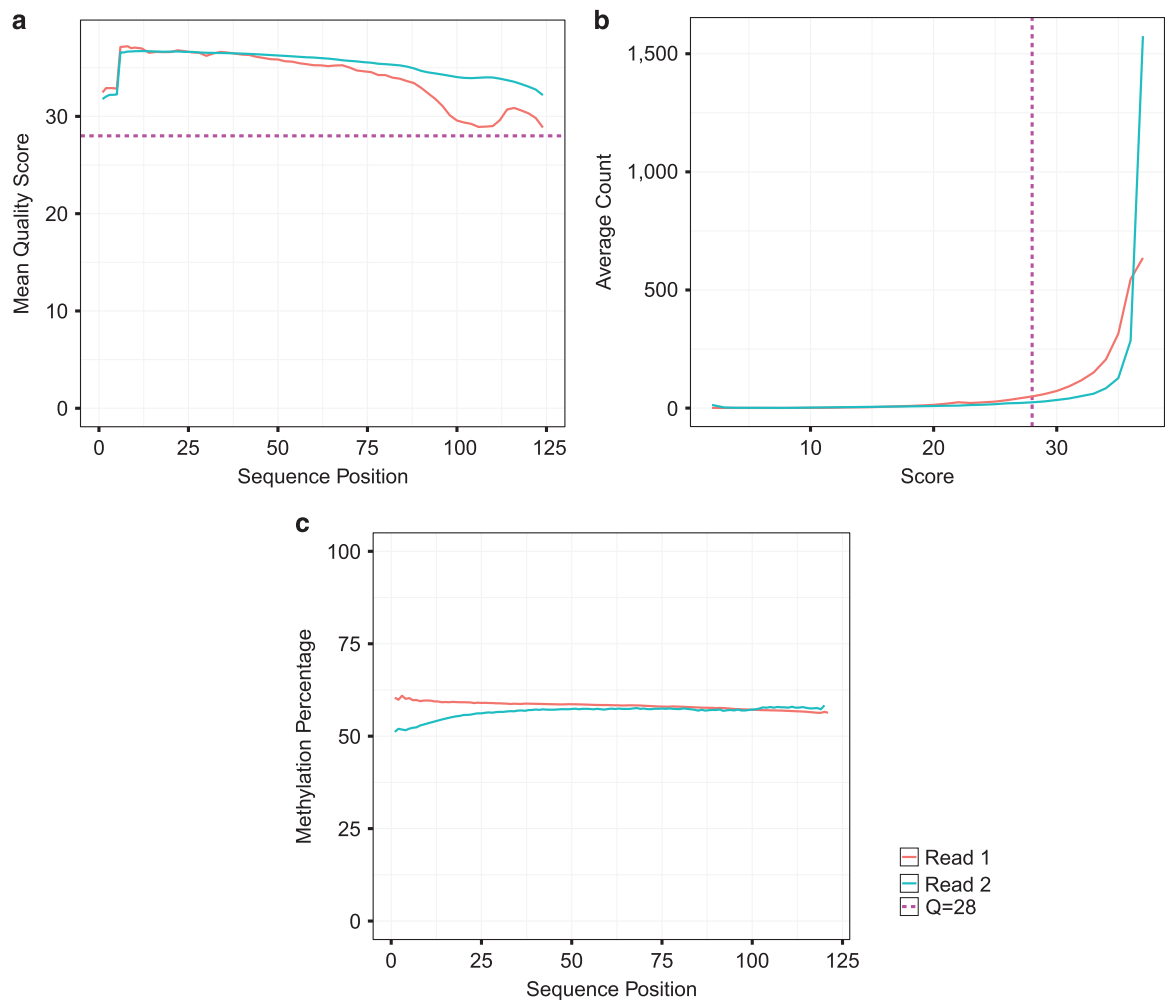 a
Mean Quality Score
30
20
10
0
0 25 50 75 100 125
Sequence Position
b
Average Count
1,500
1,000
500
0
10 20 30
Score
c
Methylation Percentage
100
75
50
25
0
0 25 50 75 100 125
Sequence Position
Read 1
Read 2
Q=28